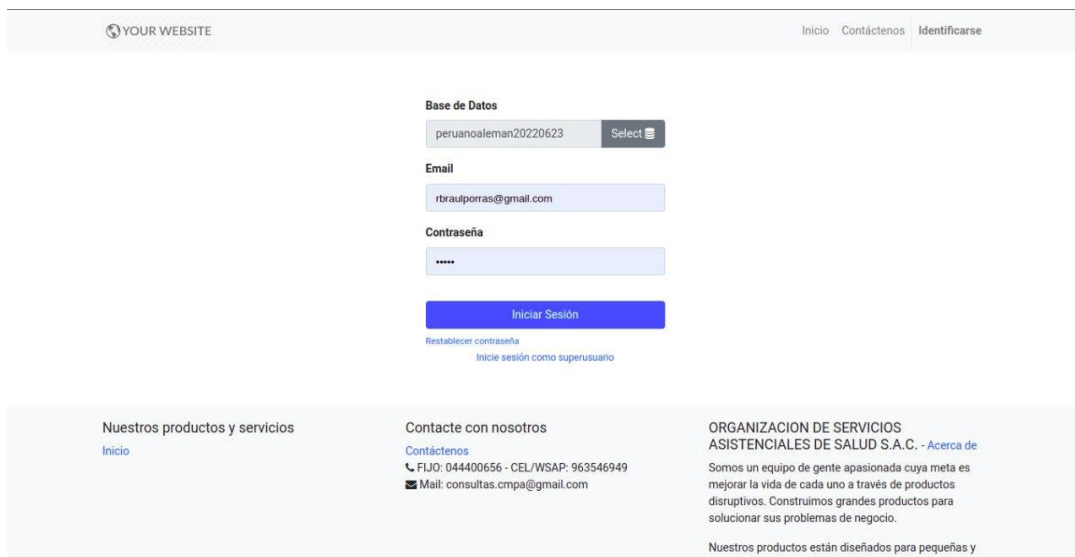 YOUR WEBSITE
Inicio Contáctenos Identificarse
Base de Datos
peruanoaleman20220623 Select
Email
rbraulporras@gmail.com
Contraseña
•••••
Iniciar Sesión
Restablecer contraseña
Inicie sesión como superusuario
Nuestros productos y servicios
Inicio
Contacte con nosotros
Contáctenos
FIJO: 044400656 - CEL/WSAP: 963546949
Mail: consultas.cmpa@gmail.com
ORGANIZACION DE SERVICIOS
ASISTENCIALES DE SALUD S.A.C. - Acerca de
Somos un equipo de gente apasionada cuya meta es
mejorar la vida de cada uno a través de productos
disruptivos. Construimos grandes productos para
solucionar sus problemas de negocio.
Nuestros productos están diseñados para pequeñas y